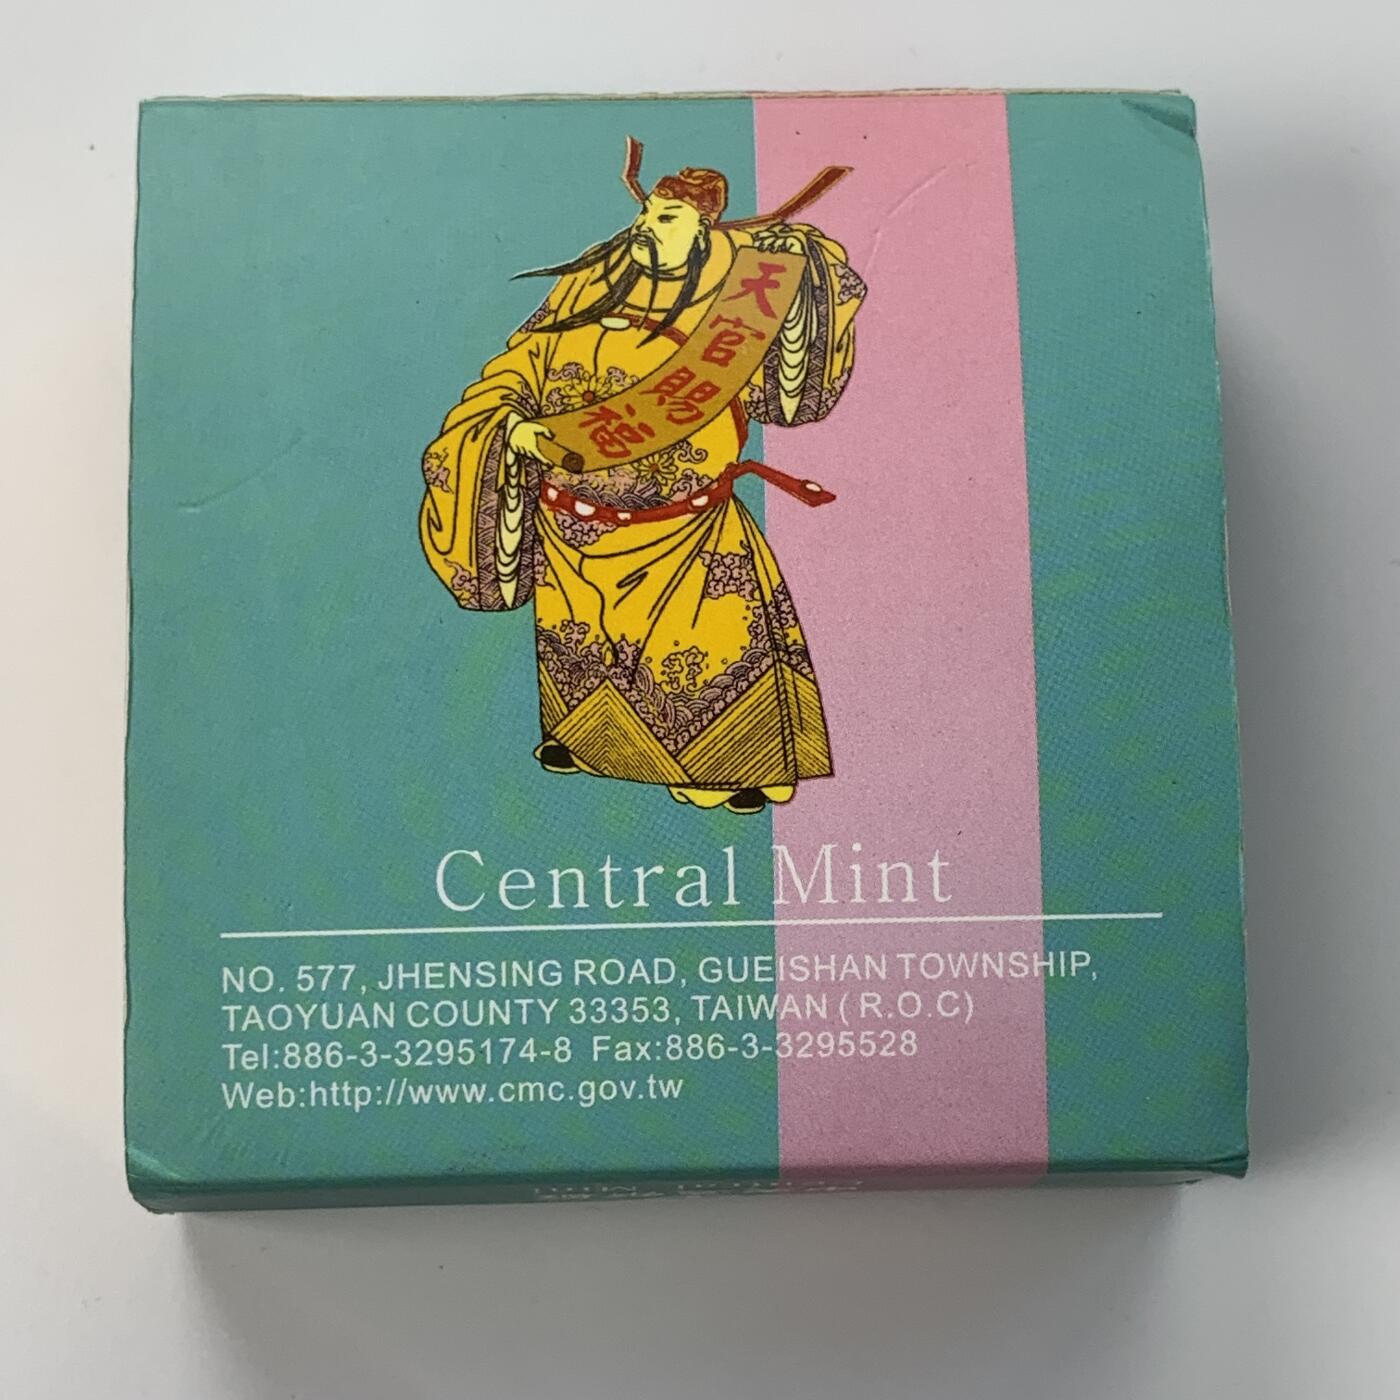 天官賜福
Central Mint
NO. 577, JHENSING ROAD, GUEISHAN TOWNSHIP,
TAOYUAN COUNTY 33353, TAIWAN ( R.O.C)
Tel:886-3-3295174-8 Fax:886-3-3295528
Web:http://www.cmc.gov.tw